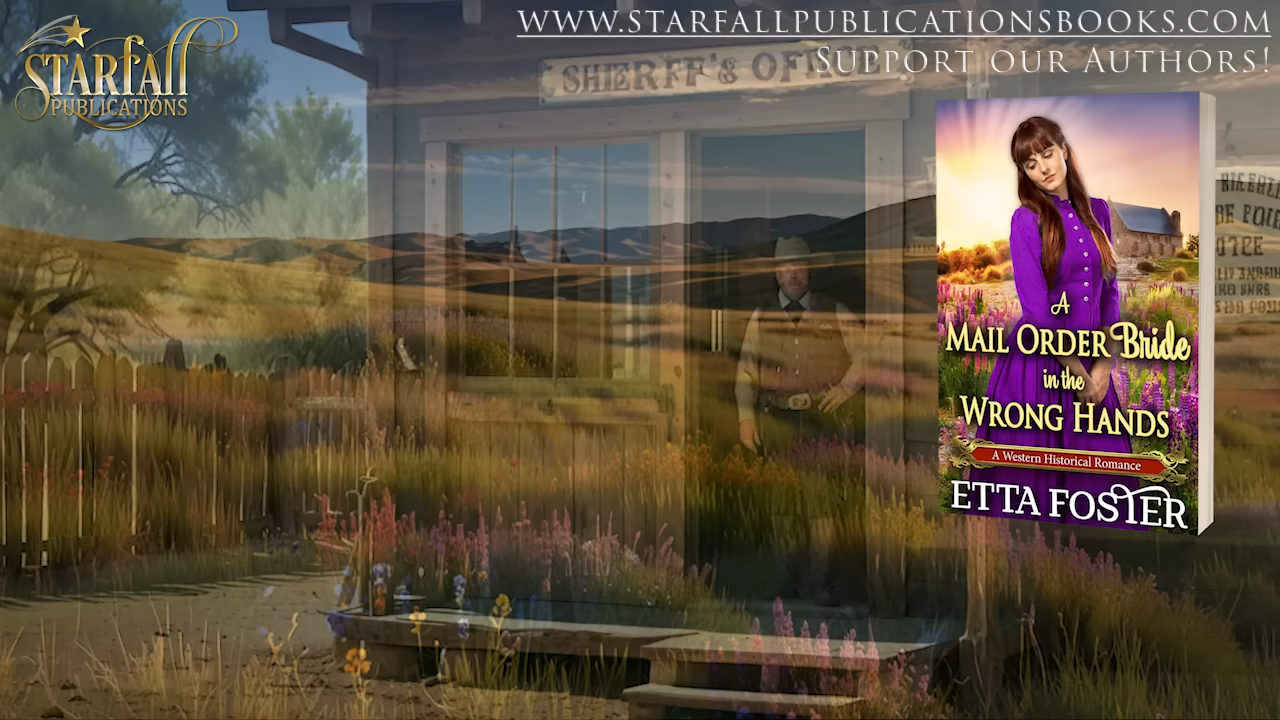 STARfall
PUBLICATIONS
WWW.STARFALLPUBLICATIONSBOOKS.COM
SUPPORT OUR AUTHORS!
SHERFF'S
A
MAIL ORDER Bride
in the
WRONG HANDS
A Western Historical Romance
ETTA FOSTER